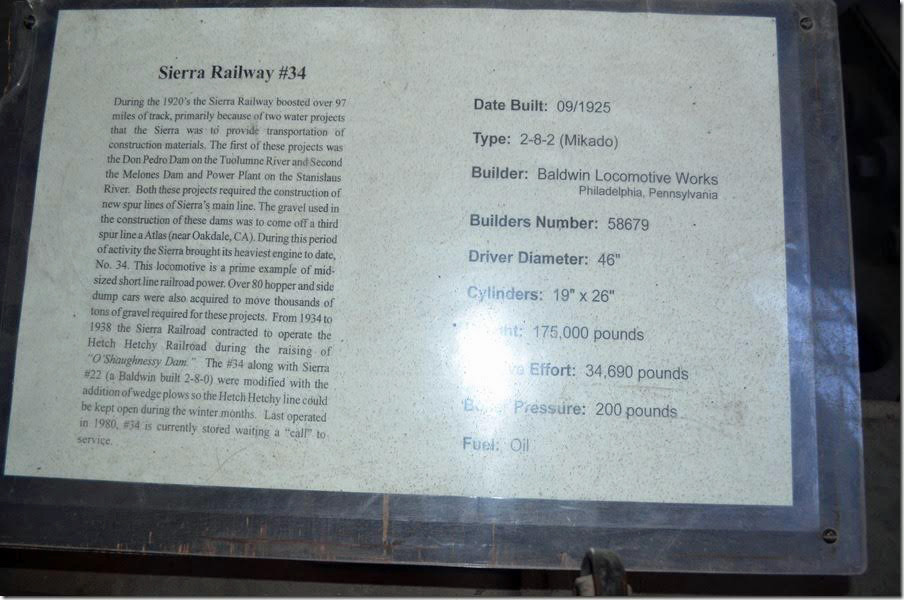 Sierra Railway #34
During the 1920's the Sierra Railway boosted over 97
miles of track, primarily because of two water projects
that the Sierra was to provide transportation of
construction materials. The first of these projects was
the Don Pedro Dam on the Tuolumne River and Second
the Melones Dam and Power Plant on the Stanislaus
River. Both these projects required the construction of
new spur lines of Sierra's main line. The gravel used in
the construction of these dams was to come off a third
spur line a Atlas (near Oakdale, CA). During this period
of activity the Sierra brought its heaviest engine to date,
No. 34. This locomotive is a prime example of mid-
sized short line railroad power. Over 80 hopper and side
dump cars were also acquired to move thousands of
tons of gravel required for these projects. From 1934 to
1938 the Sierra Railroad contracted to operate the
Hetch Hetchy Railroad during the raising of
"O'Shaughnessy Dam." The #34 along with Sierra
#22 (a Baldwin built 2-8-0) were modified with the
addition of wedge plows so the Hetch Hetchy line could
be kept open during the winter months. Last operated
in 1980, #34 is currently stored waiting a "call" to
service.
Date Built: 09/1925
Type: 2-8-2 (Mikado)
Builder: Baldwin Locomotive Works
Philadelphia, Pennsylvania
Builders Number: 58679
Driver Diameter: 46"
Cylinders: 19" x 26"
175,000 pounds
Effort: 34,690 pounds
Pressure: 200 pounds
Fuel: Oil